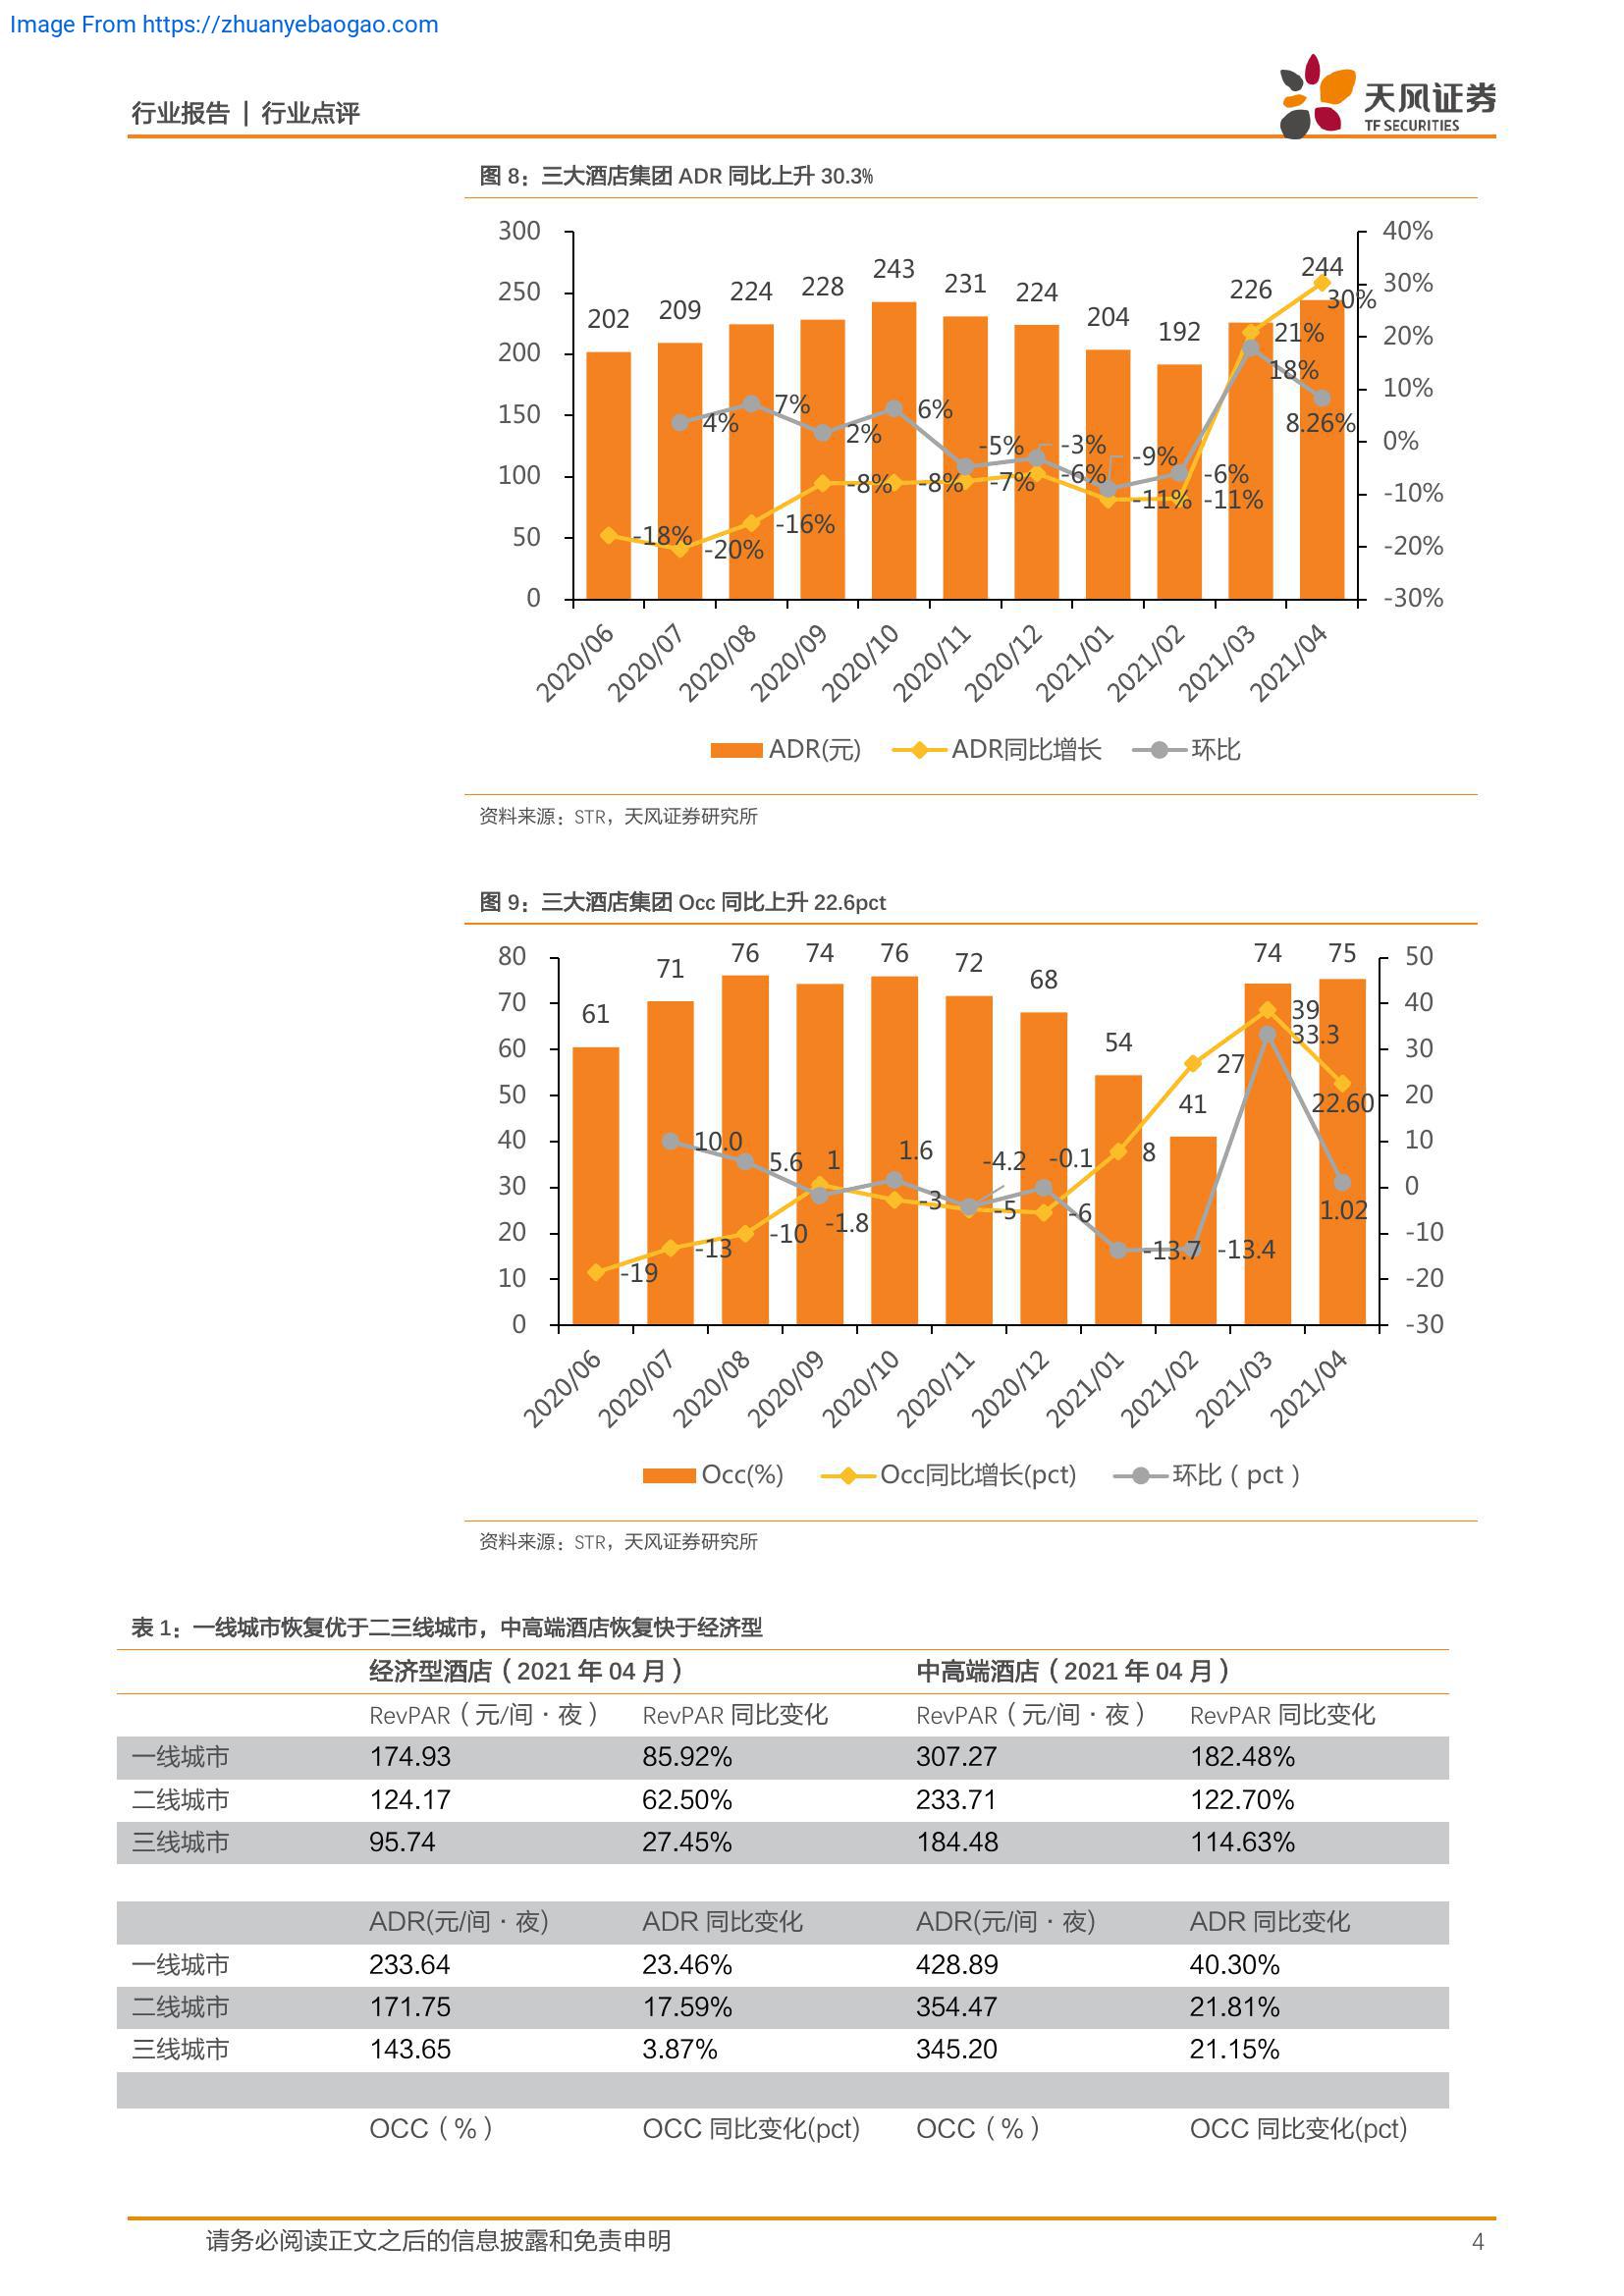 Image From https://zhuanyebaogao.com
行业报告 | 行业点评
天风证券
TF SECURITIES
图 8：三大酒店集团 ADR 同比上升 30.3%
300
250
200
150
100
50
0
40%
30%
20%
10%
0%
-10%
-20%
-30%
202 209 224 228 243 231 224 204 192 226 244
4% 7% 2% 6% -5% -3% -9% -6% 18% 8.26%
-18% -20% -16% -8% -8% -7% -6% -11% -11% 21% 30%
2020/06 2020/07 2020/08 2020/09 2020/10 2020/11 2020/12 2021/01 2021/02 2021/03 2021/04
ADR(元) ADR同比增长 环比
资料来源：STR，天风证券研究所
图 9：三大酒店集团 Occ 同比上升 22.6pct
80
70
60
50
40
30
20
10
0
50
40
30
20
10
0
-10
-20
-30
61 71 76 74 76 72 68 54 41 74 75
10.0 5.6 -1.8 1.6 -4.2 -0.1 -13.7 -13.4 33.3 1.02
-19 -13 -10 1 -3 -5 -6 8 27 39 22.60
2020/06 2020/07 2020/08 2020/09 2020/10 2020/11 2020/12 2021/01 2021/02 2021/03 2021/04
Occ(%) Occ同比增长(pct) 环比（pct）
资料来源：STR，天风证券研究所
表 1：一线城市恢复优于二三线城市，中高端酒店恢复快于经济型
经济型酒店（2021 年 04 月） 中高端酒店（2021 年 04 月）
RevPAR（元/间·夜） RevPAR 同比变化 RevPAR（元/间·夜） RevPAR 同比变化
一线城市 174.93 85.92% 307.27 182.48%
二线城市 124.17 62.50% 233.71 122.70%
三线城市 95.74 27.45% 184.48 114.63%
ADR(元/间·夜) ADR 同比变化 ADR(元/间·夜) ADR 同比变化
一线城市 233.64 23.46% 428.89 40.30%
二线城市 171.75 17.59% 354.47 21.81%
三线城市 143.65 3.87% 345.20 21.15%
OCC（%） OCC 同比变化(pct) OCC（%） OCC 同比变化(pct)
请务必阅读正文之后的信息披露和免责申明 4